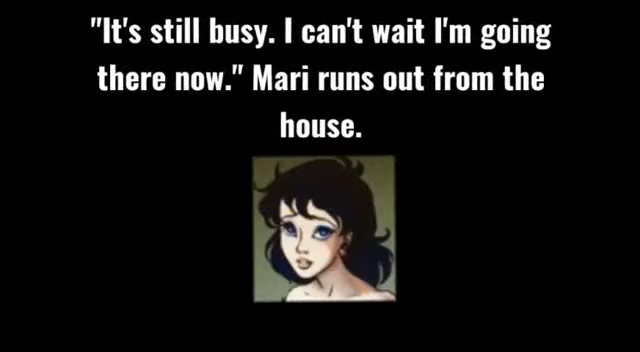 "It's still busy. I can't wait I'm going
there now." Mari runs out from the
house.